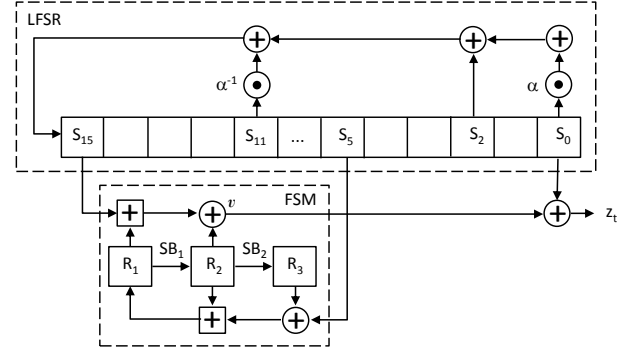 LFSR
α⁻¹
α
S₁₅
S₁₁
...
S₅
S₂
S₀
FSM
v
zₜ
SB₁
SB₂
R₁
R₂
R₃